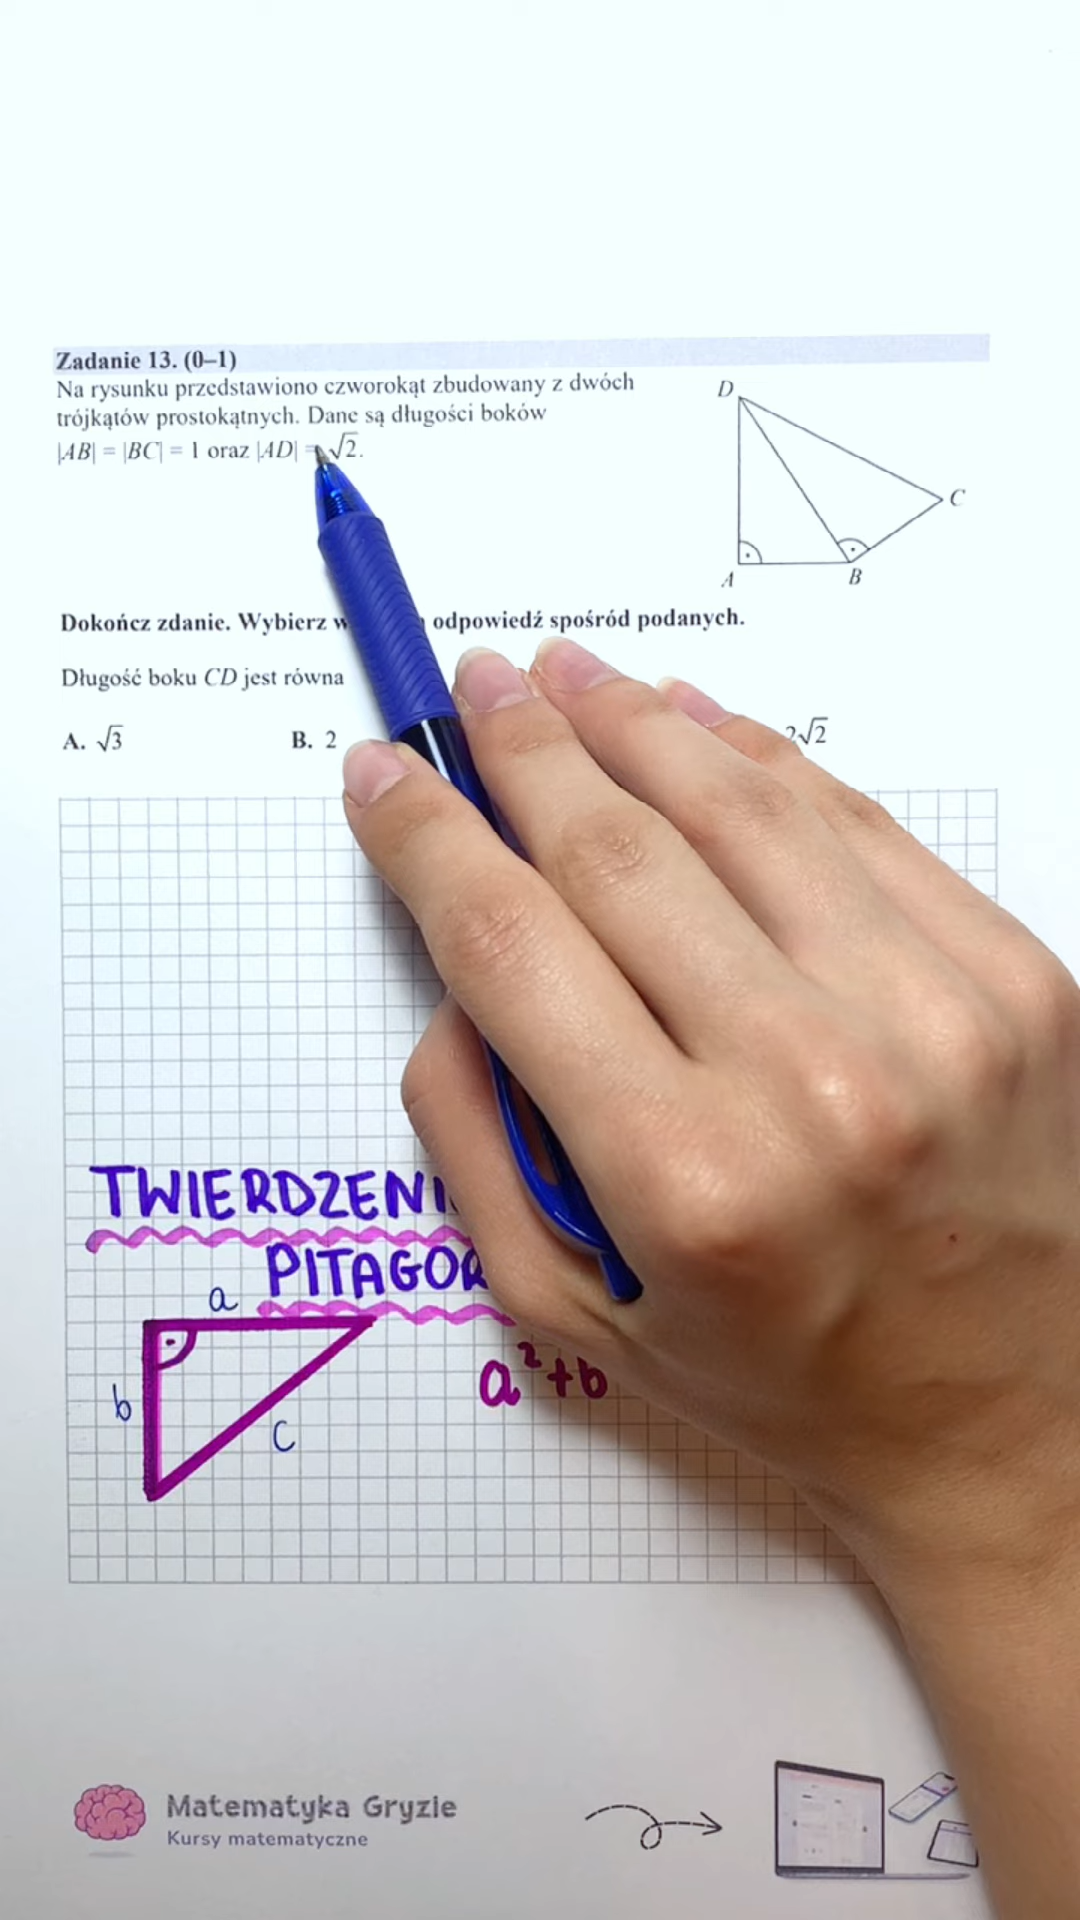 Zadanie 13. (0–1)
Na rysunku przedstawiono czworokąt zbudowany z dwóch
trójkątów prostokątnych. Dane są długości boków
|AB| = |BC| = 1 oraz |AD| = √2.
D
C
A
B
Dokończ zdanie. Wybierz odpowiedź spośród podanych.
Długość boku CD jest równa
A. √3
B. 2
2√2
TWIERDZENI
PITAGOR
a
b
c
a²+b
Matematyka Gryzie
Kursy matematyczne